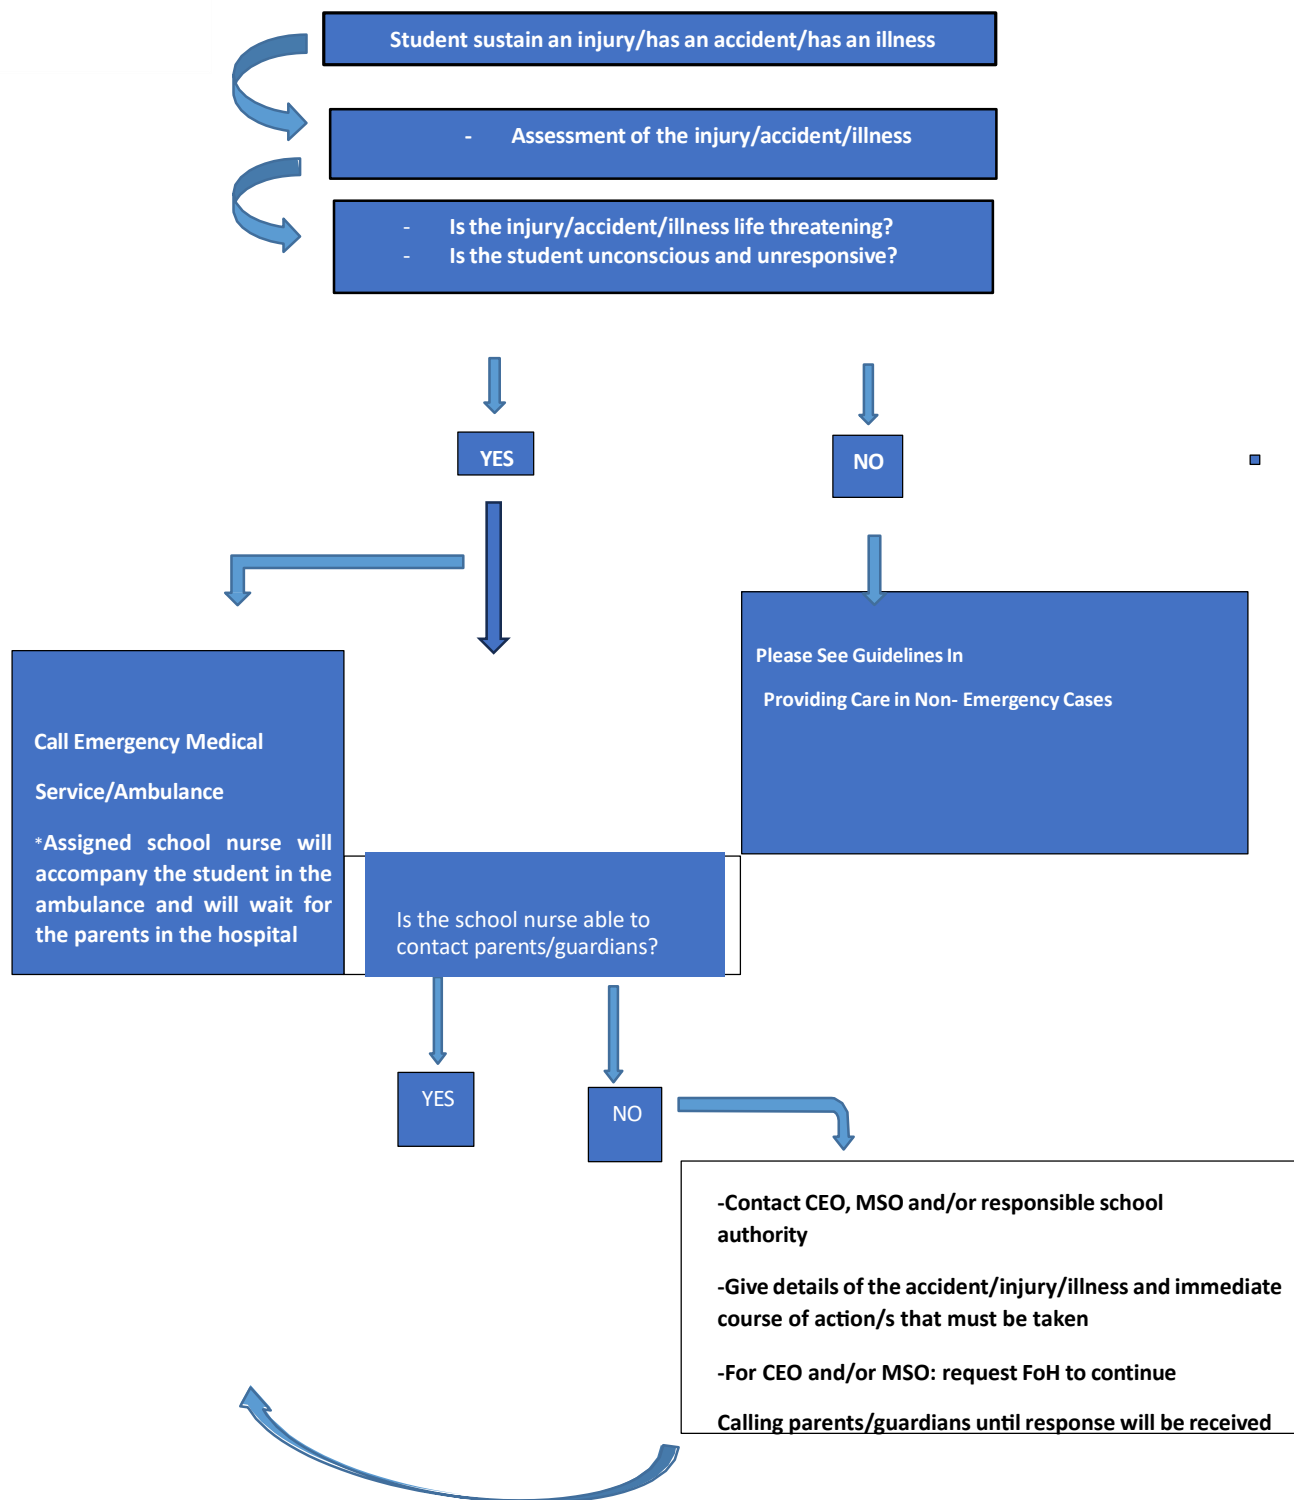 Student sustain an injury/has an accident/has an illness
- Assessment of the injury/accident/illness
- Is the injury/accident/illness life threatening?
- Is the student unconscious and unresponsive?
YES
NO
Please See Guidelines In
Providing Care in Non- Emergency Cases
Call Emergency Medical
Service/Ambulance
*Assigned school nurse will
accompany the student in the
ambulance and will wait for
the parents in the hospital
Is the school nurse able to
contact parents/guardians?
YES
NO
-Contact CEO, MSO and/or responsible school
authority
-Give details of the accident/injury/illness and immediate
course of action/s that must be taken
-For CEO and/or MSO: request FoH to continue
Calling parents/guardians until response will be received